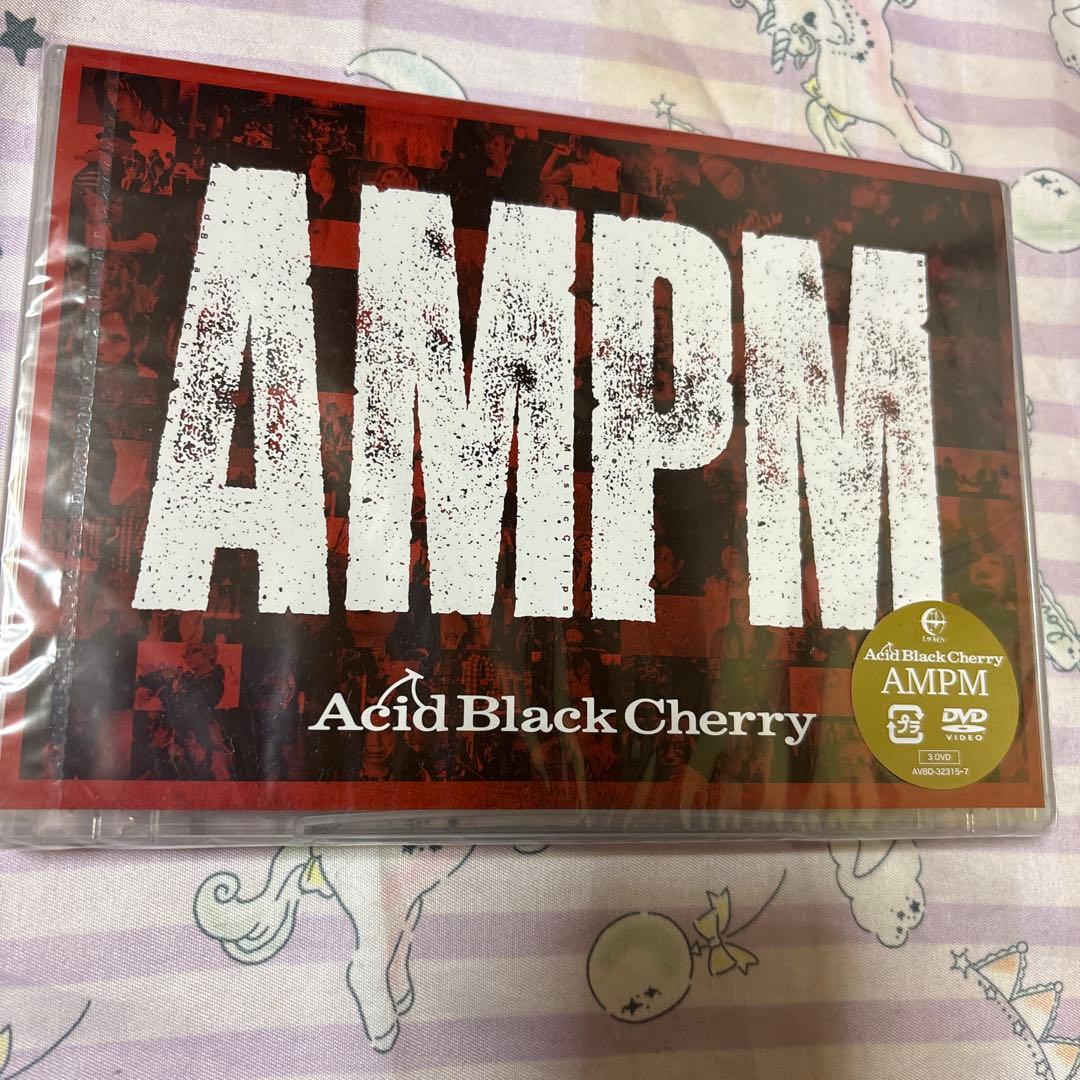 AMPM
Acid Black Cherry
Acid Black Cherry
AMPM
DVD
VIDEO
3 DVD
AVBD-32315~7